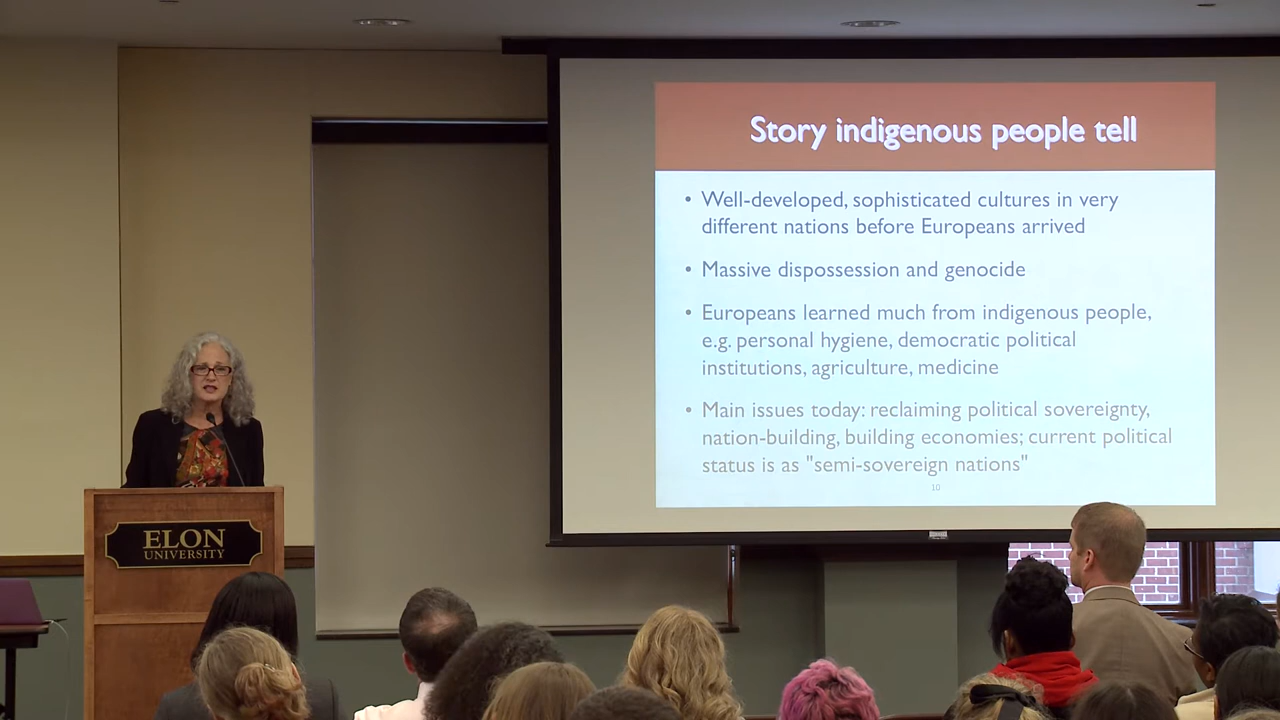 Story indigenous people tell
• Well-developed, sophisticated cultures in very
different nations before Europeans arrived
• Massive dispossession and genocide
• Europeans learned much from indigenous people,
e.g. personal hygiene, democratic political
institutions, agriculture, medicine
• Main issues today: reclaiming political sovereignty,
nation-building, building economies; current political
status is as "semi-sovereign nations"
10
ELON
UNIVERSITY